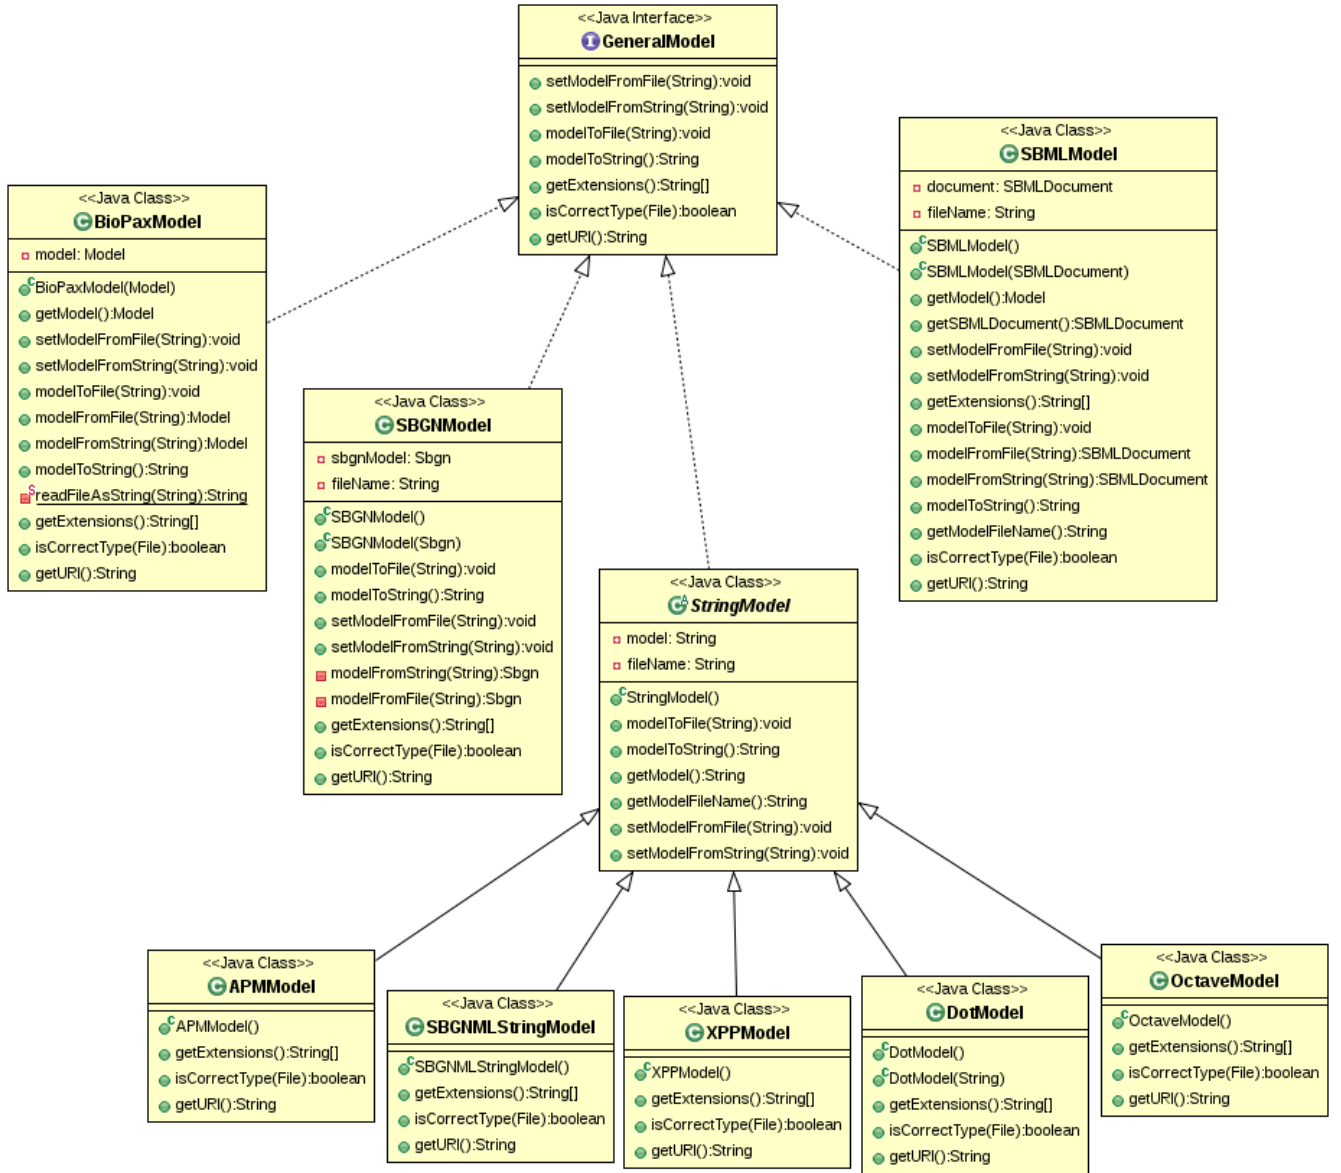 <<Java Interface>>
GeneralModel
setModelFromFile(String):void
setModelFromString(String):void
modelToFile(String):void
modelToString():String
getExtensions():String[]
isCorrectType(File):boolean
getURI():String
<<Java Class>>
SBMLModel
document: SBMLDocument
fileName: String
SBMLModel()
SBMLModel(SBMLDocument)
getModel():Model
getSBMLDocument():SBMLDocument
setModelFromFile(String):void
setModelFromString(String):void
getExtensions():String[]
modelToFile(String):void
modelFromFile(String):SBMLDocument
modelFromString(String):SBMLDocument
modelToString():String
getModelFileName():String
isCorrectType(File):boolean
getURI():String
<<Java Class>>
BioPaxModel
model: Model
BioPaxModel(Model)
getModel():Model
setModelFromFile(String):void
setModelFromString(String):void
modelToFile(String):void
modelFromFile(String):Model
modelFromString(String):Model
modelToString():String
readFileAsString(String):String
getExtensions():String[]
isCorrectType(File):boolean
getURI():String
<<Java Class>>
SBGNModel
sbgnModel: Sbgn
fileName: String
SBGNModel()
SBGNModel(Sbgn)
modelToFile(String):void
modelToString():String
setModelFromFile(String):void
setModelFromString(String):void
modelFromString(String):Sbgn
modelFromFile(String):Sbgn
getExtensions():String[]
isCorrectType(File):boolean
getURI():String
<<Java Class>>
StringModel
model: String
fileName: String
StringModel()
modelToFile(String):void
modelToString():String
getModel():String
getModelFileName():String
setModelFromFile(String):void
setModelFromString(String):void
<<Java Class>>
APMModel
APMModel()
getExtensions():String[]
isCorrectType(File):boolean
getURI():String
<<Java Class>>
SBGNMLStringModel
SBGNMLStringModel()
getExtensions():String[]
isCorrectType(File):boolean
getURI():String
<<Java Class>>
XPPModel
XPPModel()
getExtensions():String[]
isCorrectType(File):boolean
getURI():String
<<Java Class>>
DotModel
DotModel()
DotModel(String)
getExtensions():String[]
isCorrectType(File):boolean
getURI():String
<<Java Class>>
OctaveModel
OctaveModel()
getExtensions():String[]
isCorrectType(File):boolean
getURI():String